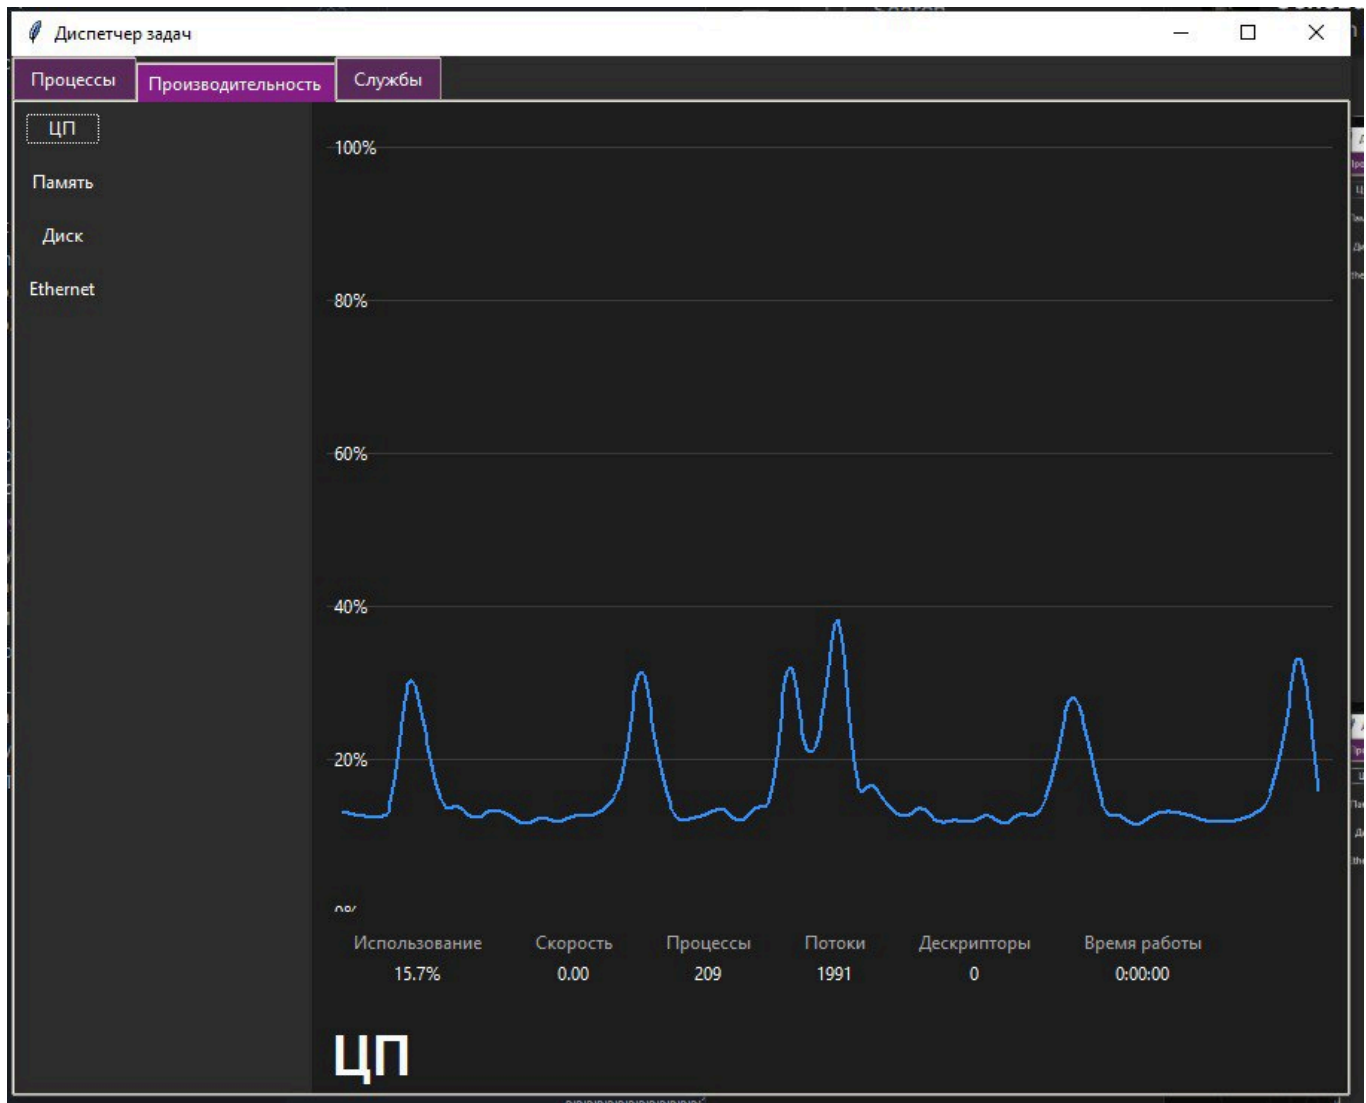 Диспетчер задач
Процессы Производительность Службы
ЦП
Память
Диск
Ethernet
100%
80%
60%
40%
20%
0%
Использование Скорость Процессы Потоки Дескрипторы Время работы
15.7% 0.00 209 1991 0 0:00:00
ЦП